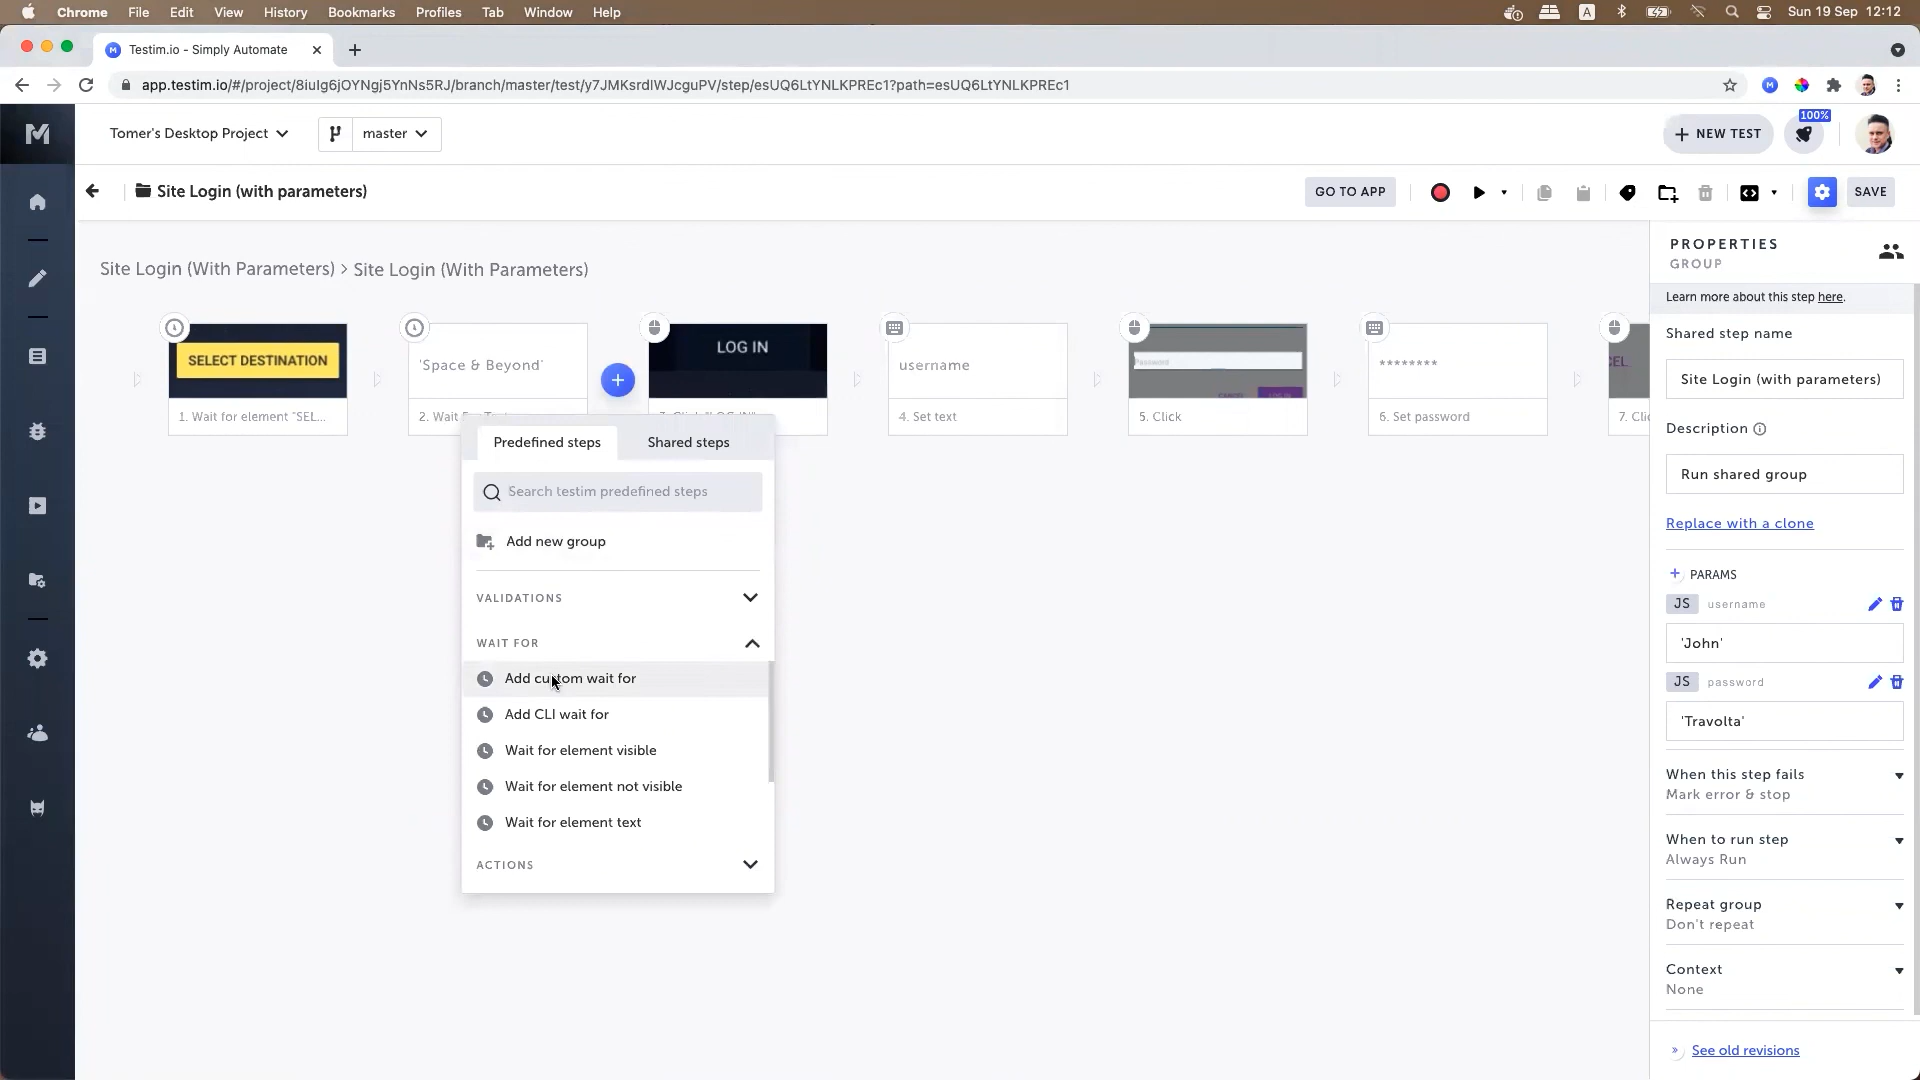 Chrome File Edit View History Bookmarks Profiles Tab Window Help
A
Sun 19 Sep 12:12
Testim.io - Simply Automate
app.testim.io/#/project/8iuIg6jOYNgj5YnNs5RJ/branch/master/test/y7JMKsrdIWJcguPV/step/esUQ6LtYNLKPREc1?path=esUQ6LtYNLKPREc1
Tomer's Desktop Project
master
NEW TEST
100%
Site Login (with parameters)
GO TO APP
SAVE
Site Login (With Parameters) > Site Login (With Parameters)
SELECT DESTINATION
1. Wait for element "SEL...
'Space & Beyond'
2. Wait
LOG IN
username
4. Set text
Password
5. Click
********
6. Set password
CEL
7. Clic
Predefined steps
Shared steps
Search testim predefined steps
Add new group
VALIDATIONS
WAIT FOR
Add custom wait for
Add CLI wait for
Wait for element visible
Wait for element not visible
Wait for element text
ACTIONS
PROPERTIES
GROUP
Learn more about this step here.
Shared step name
Site Login (with parameters)
Description
Run shared group
Replace with a clone
+ PARAMS
JS username
'John'
JS password
'Travolta'
When this step fails
Mark error & stop
When to run step
Always Run
Repeat group
Don't repeat
Context
None
» See old revisions